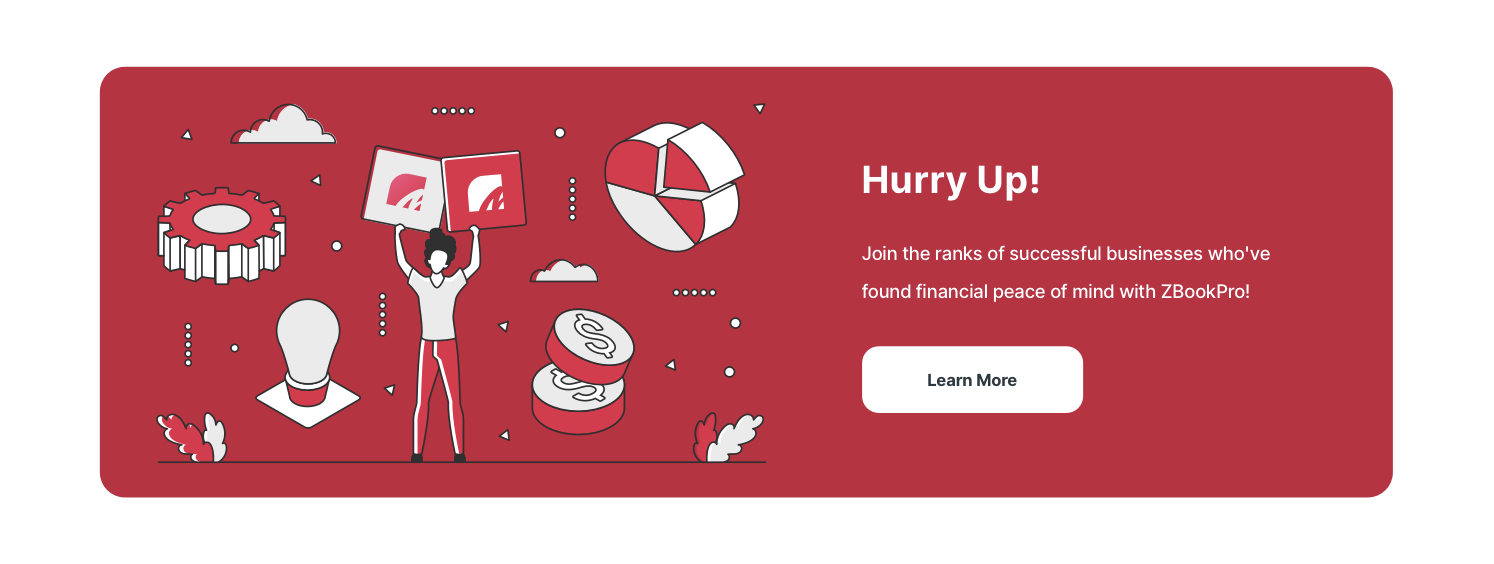 Hurry Up!
Join the ranks of successful businesses who've
found financial peace of mind with ZBookPro!
Learn More
$
$